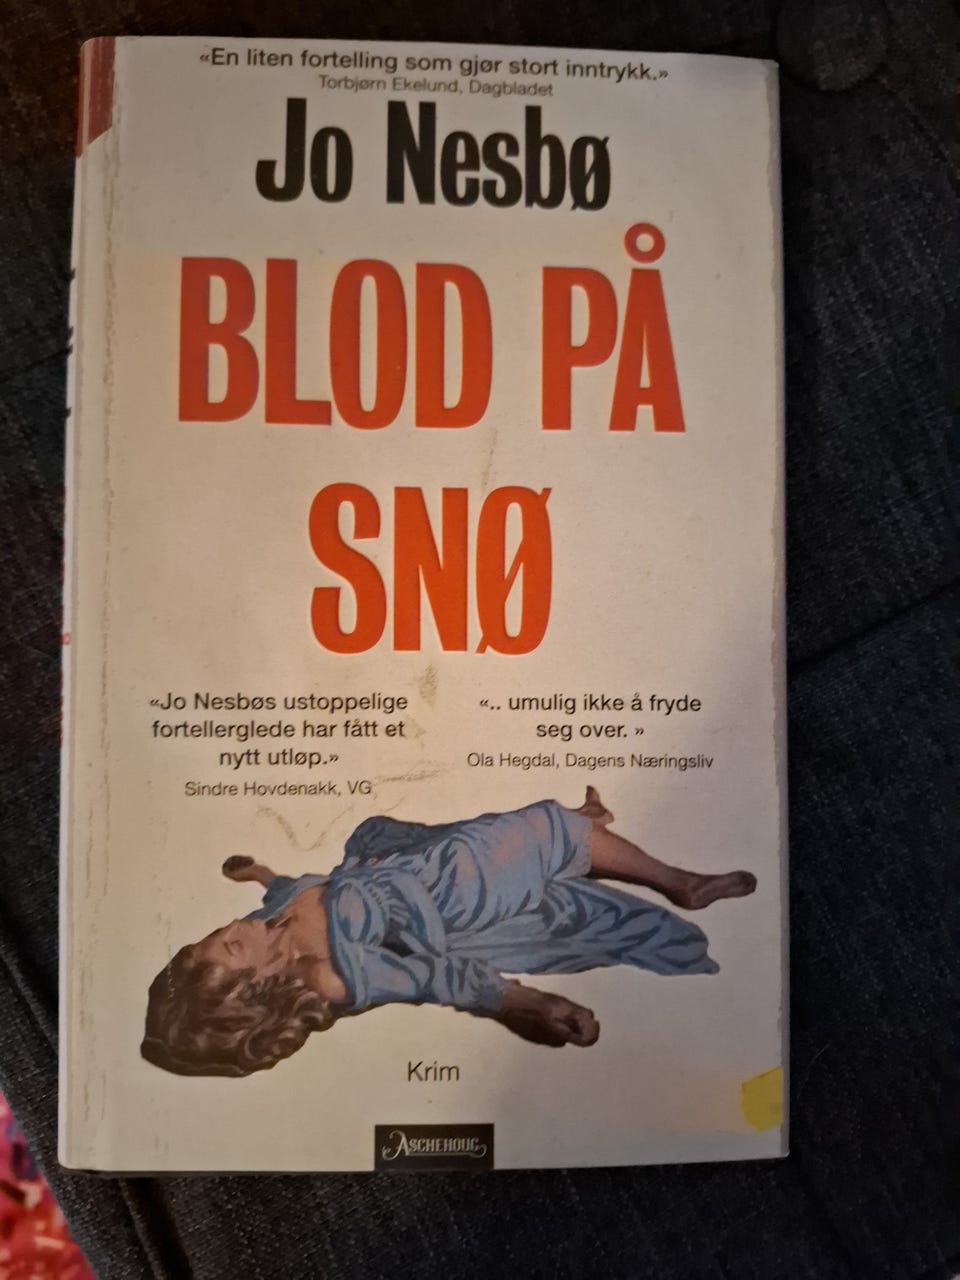 «En liten fortelling som gjør stort inntrykk.»
Torbjørn Ekelund, Dagbladet
Jo Nesbø
BLOD PÅ
SNØ
«Jo Nesbøs ustoppelige
fortellerglede har fått et
nytt utløp.»
Sindre Hovdenakk, VG
«.. umulig ikke å fryde
seg over. »
Ola Hegdal, Dagens Næringsliv
Krim
ASCHEHOUG